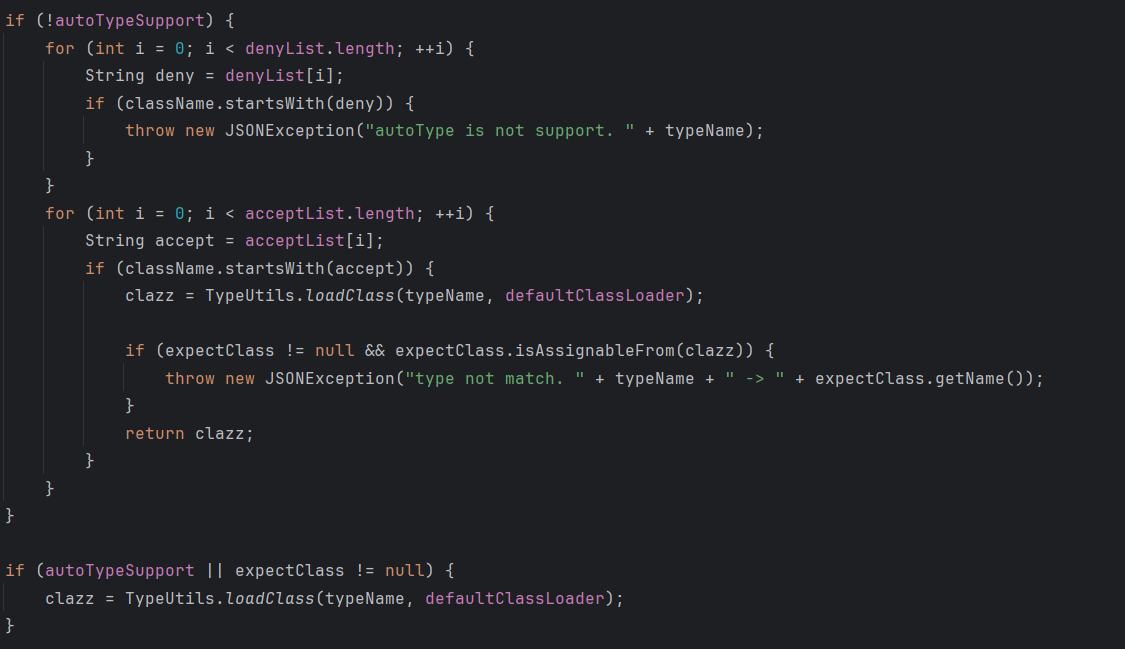 if (!autoTypeSupport) {
    for (int i = 0; i < denyList.length; ++i) {
        String deny = denyList[i];
        if (className.startsWith(deny)) {
            throw new JSONException("autoType is not support. " + typeName);
        }
    }
    for (int i = 0; i < acceptList.length; ++i) {
        String accept = acceptList[i];
        if (className.startsWith(accept)) {
            clazz = TypeUtils.loadClass(typeName, defaultClassLoader);

            if (expectClass != null && expectClass.isAssignableFrom(clazz)) {
                throw new JSONException("type not match. " + typeName + " -> " + expectClass.getName());
            }
            return clazz;
        }
    }
}

if (autoTypeSupport || expectClass != null) {
    clazz = TypeUtils.loadClass(typeName, defaultClassLoader);
}